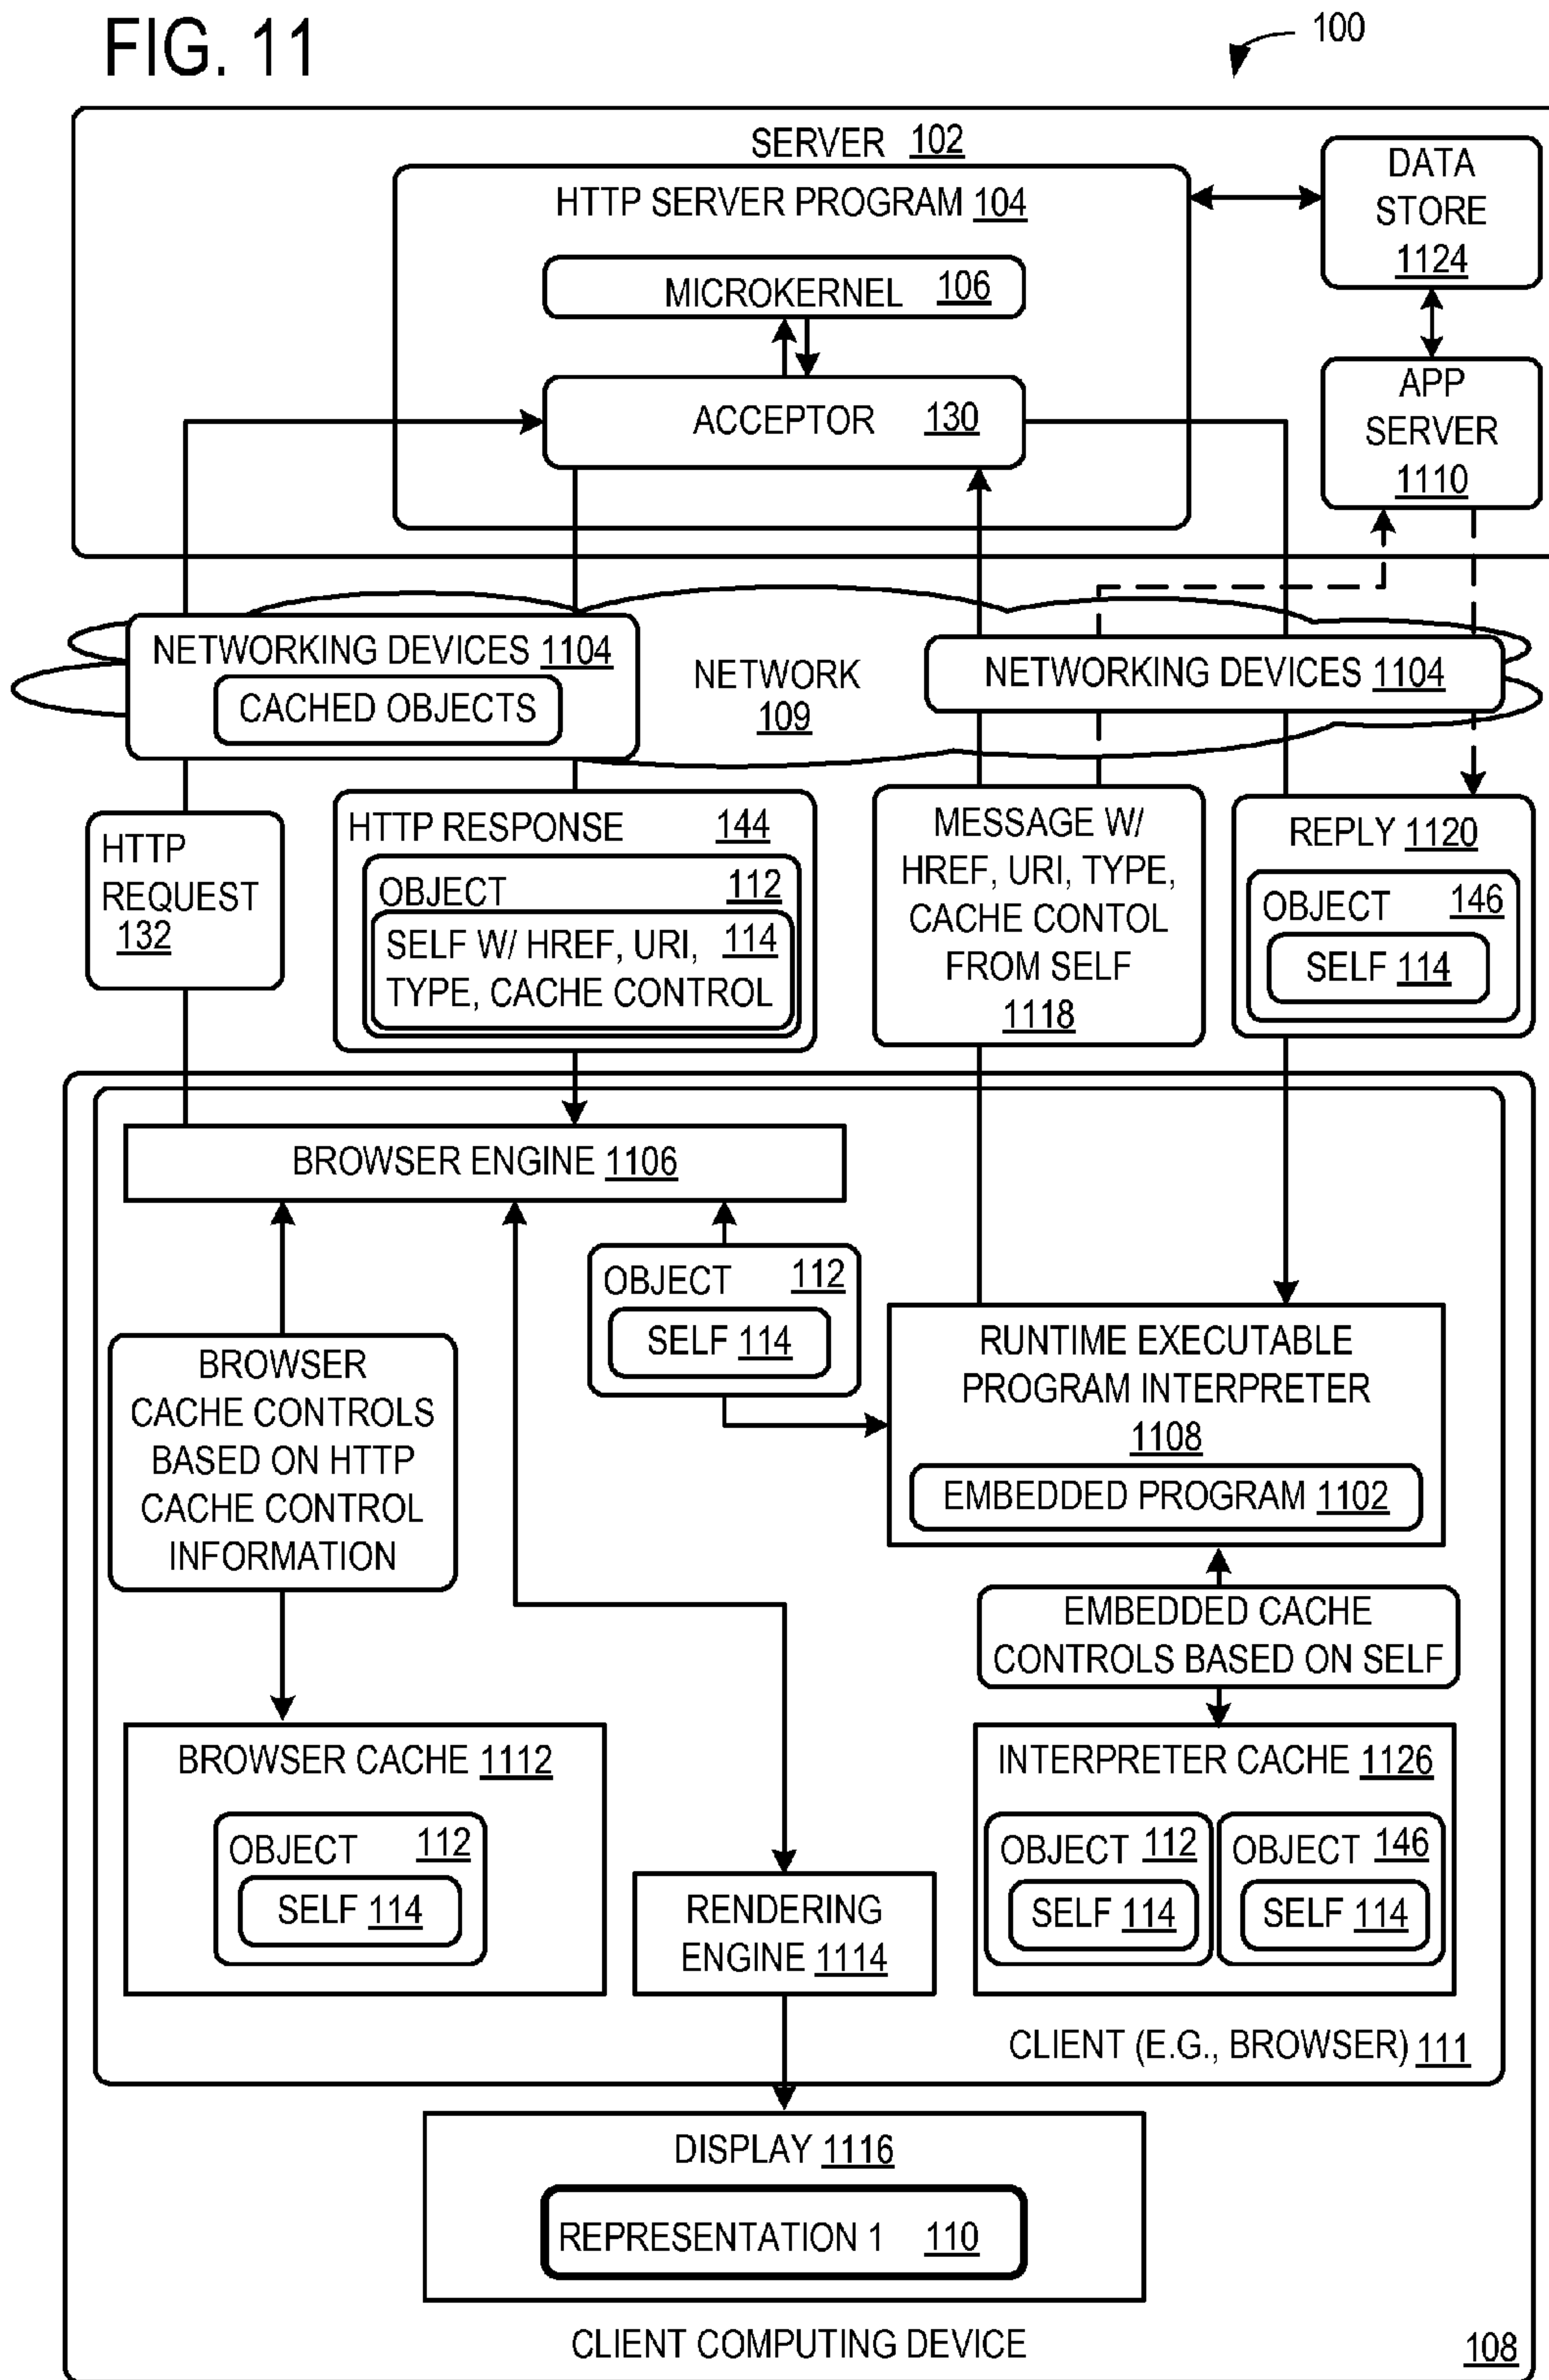 FIG. 11
100
SERVER 102
HTTP SERVER PROGRAM 104
MICROKERNEL 106
ACCEPTOR 130
DATA
STORE
1124
APP
SERVER
1110
NETWORKING DEVICES 1104
CACHED OBJECTS
NETWORK
109
NETWORKING DEVICES 1104
HTTP
REQUEST
132
HTTP RESPONSE 144
OBJECT 112
SELF W/ HREF, URI, 114
TYPE, CACHE CONTROL
MESSAGE W/
HREF, URI, TYPE,
CACHE CONTOL
FROM SELF
1118
REPLY 1120
OBJECT 146
SELF 114
BROWSER ENGINE 1106
OBJECT 112
SELF 114
BROWSER
CACHE CONTROLS
BASED ON HTTP
CACHE CONTROL
INFORMATION
RUNTIME EXECUTABLE
PROGRAM INTERPRETER
1108
EMBEDDED PROGRAM 1102
EMBEDDED CACHE
CONTROLS BASED ON SELF
BROWSER CACHE 1112
OBJECT 112
SELF 114
RENDERING
ENGINE 1114
INTERPRETER CACHE 1126
OBJECT 112
SELF 114
OBJECT 146
SELF 114
CLIENT (E.G., BROWSER) 111
DISPLAY 1116
REPRESENTATION 1 110
CLIENT COMPUTING DEVICE 108